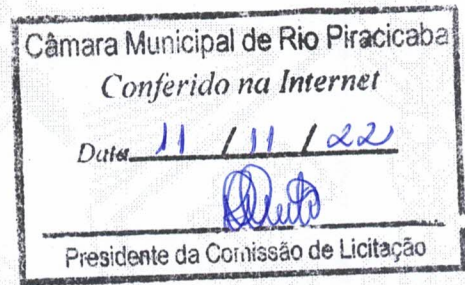 Câmara Municipal de Rio Piracicaba
Conferido na Internet
Data 11 / 11 / 22
Presidente da Comissão de Licitação